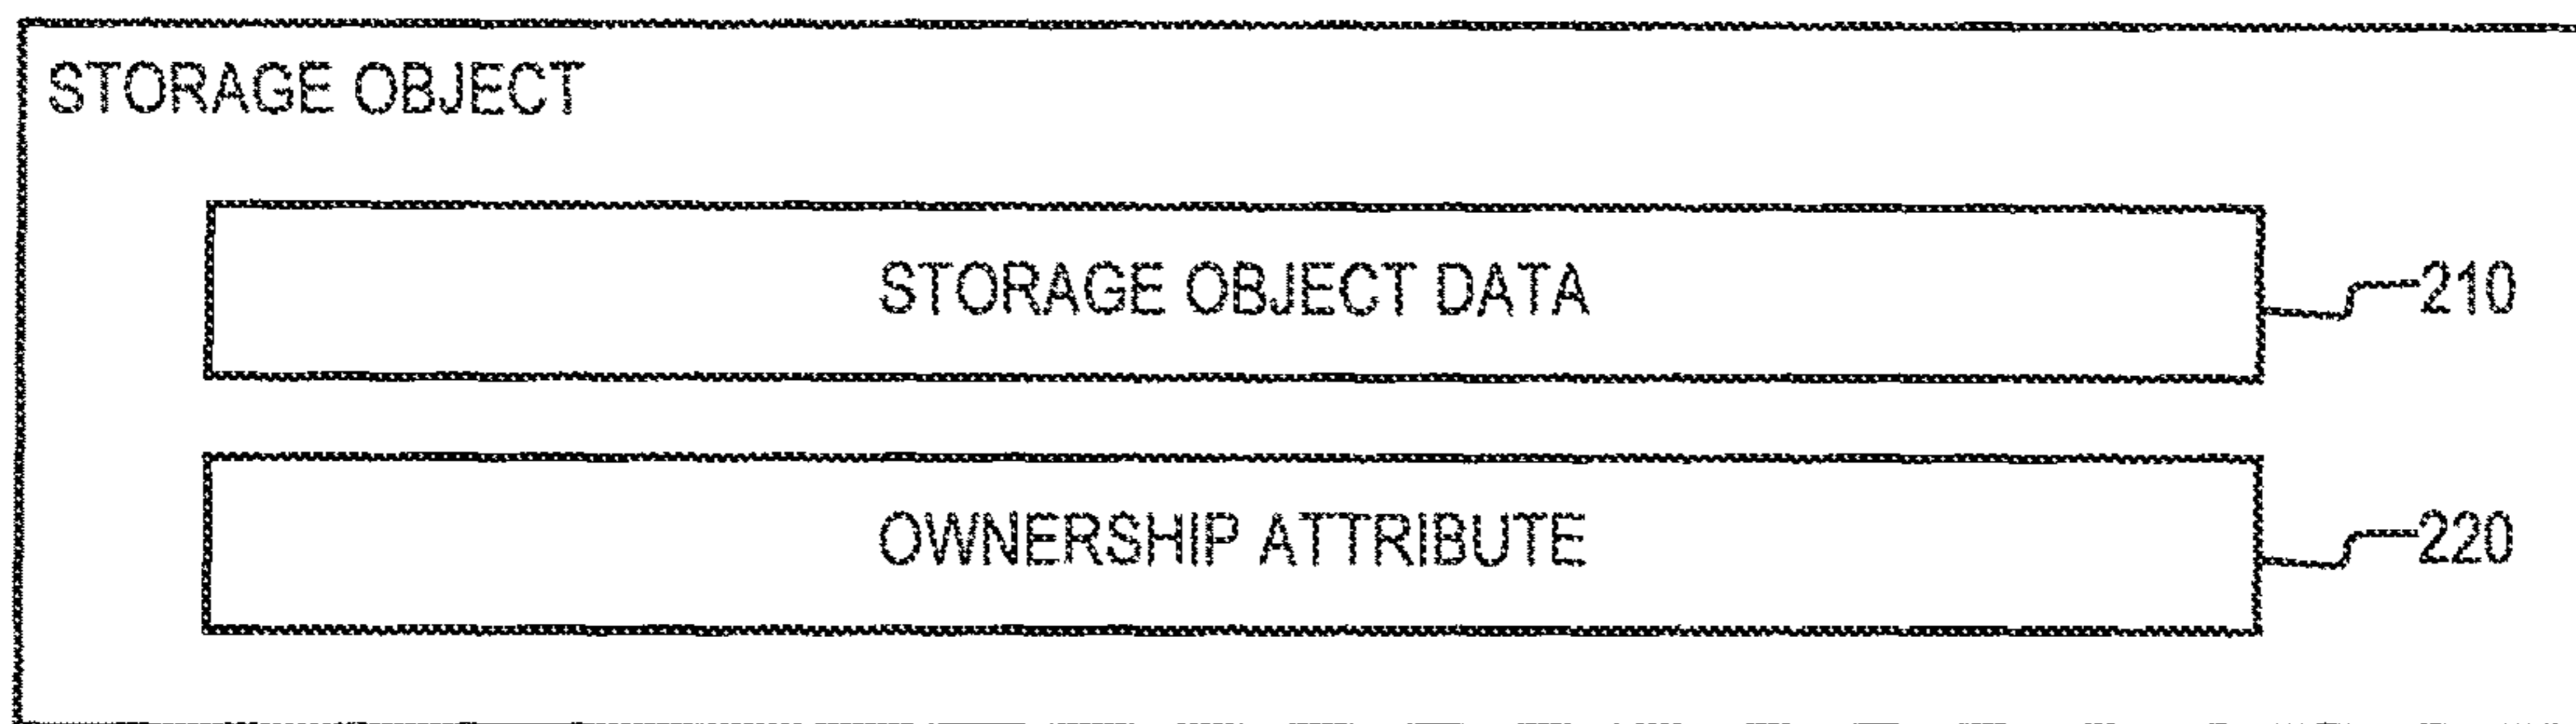 STORAGE OBJECT
STORAGE OBJECT DATA 210
OWNERSHIP ATTRIBUTE 220